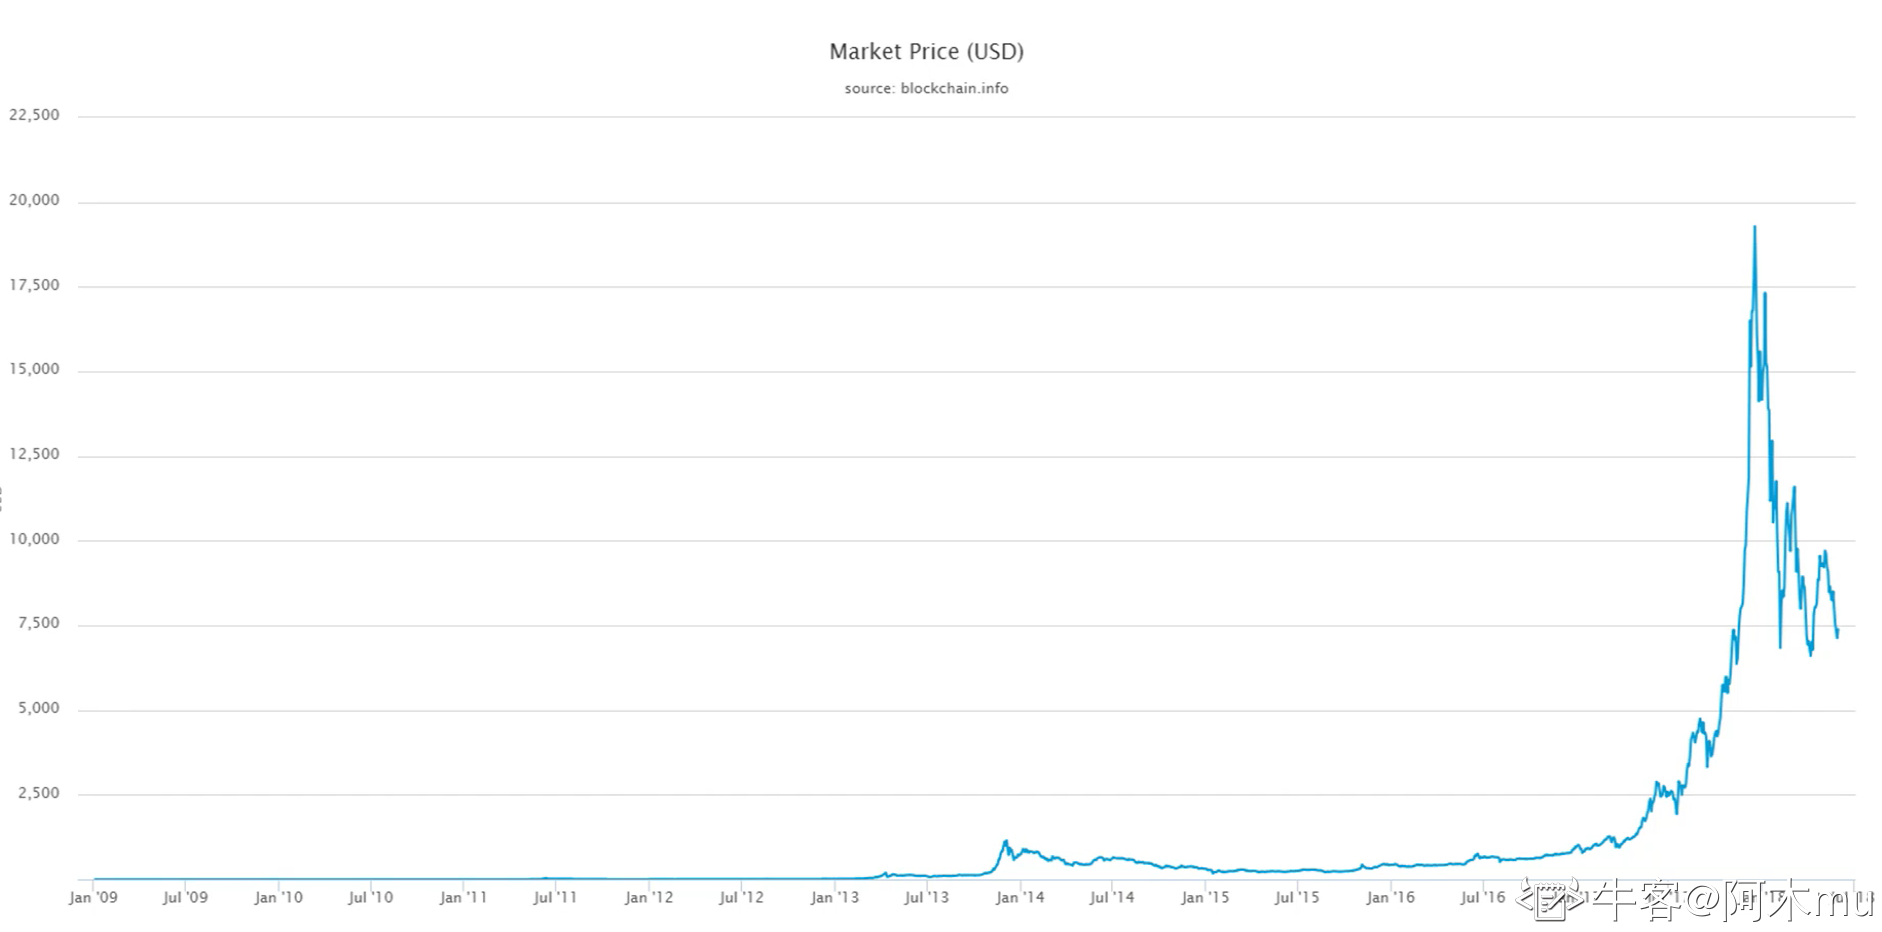 Market Price (USD)
source: blockchain.info
22,500
20,000
17,500
15,000
12,500
10,000
7,500
5,000
2,500
Jan '09 Jul '09 Jan '10 Jul '10 Jan '11 Jul '11 Jan '12 Jul '12 Jan '13 Jul '13 Jan '14 Jul '14 Jan '15 Jul '15 Jan '16 Jul '16
牛客@阿木mu